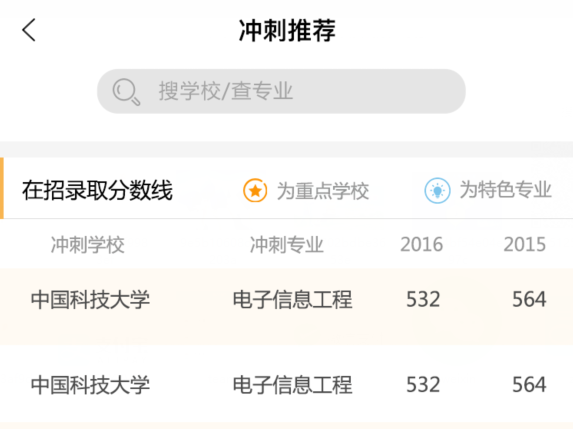 冲刺推荐
搜学校/查专业
在招录取分数线 为重点学校 为特色专业
冲刺学校 冲刺专业 2016 2015
中国科技大学 电子信息工程 532 564
中国科技大学 电子信息工程 532 564